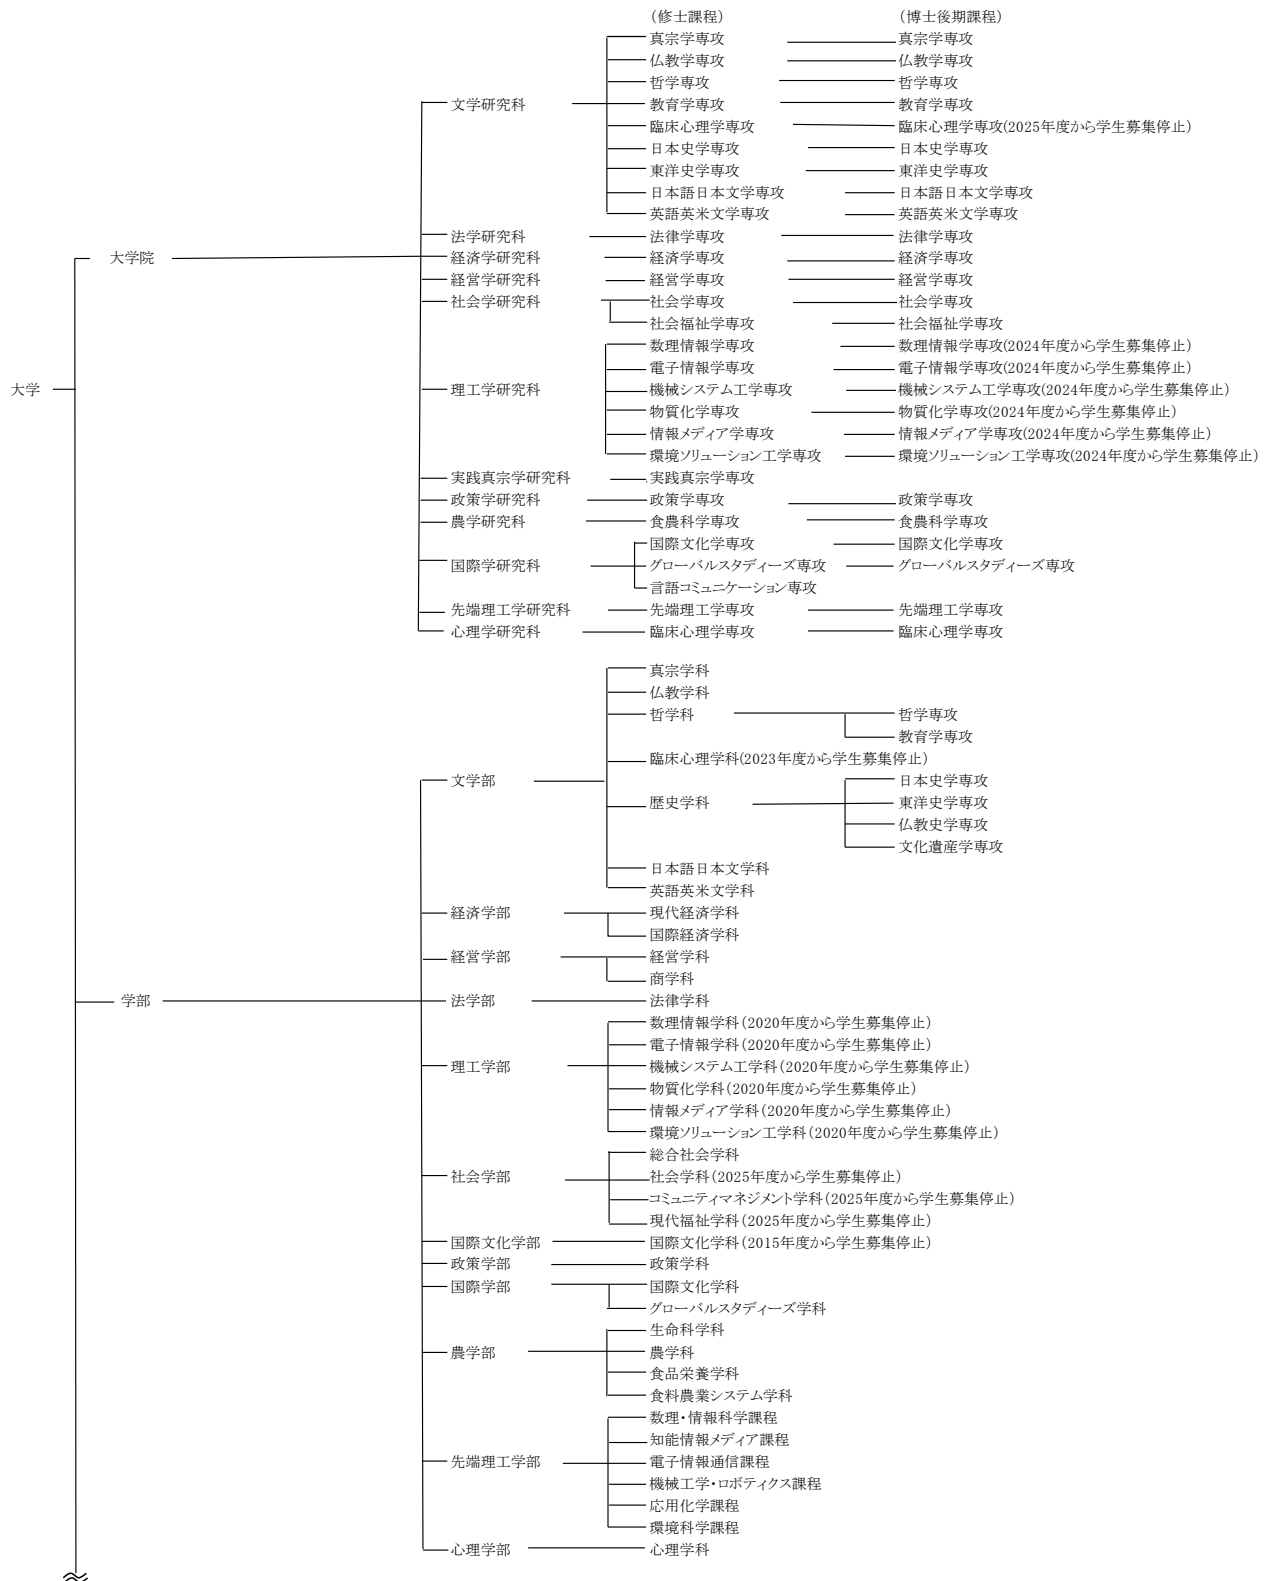 （修士課程） （博士後期課程）
真宗学専攻 真宗学専攻
仏教学専攻 仏教学専攻
哲学専攻 哲学専攻
文学研究科 教育学専攻 教育学専攻
臨床心理学専攻 臨床心理学専攻(2025年度から学生募集停止)
日本史学専攻 日本史学専攻
東洋史学専攻 東洋史学専攻
日本語日本文学専攻 日本語日本文学専攻
英語英米文学専攻 英語英米文学専攻
法学研究科 法律学専攻 法律学専攻
大学院 経済学研究科 経済学専攻 経済学専攻
経営学研究科 経営学専攻 経営学専攻
社会学研究科 社会学専攻 社会学専攻
社会福祉学専攻 社会福祉学専攻
数理情報学専攻 数理情報学専攻(2024年度から学生募集停止)
電子情報学専攻 電子情報学専攻(2024年度から学生募集停止)
大学 理工学研究科 機械システム工学専攻 機械システム工学専攻(2024年度から学生募集停止)
物質化学専攻 物質化学専攻(2024年度から学生募集停止)
情報メディア学専攻 情報メディア学専攻(2024年度から学生募集停止)
環境ソリューション工学専攻 環境ソリューション工学専攻(2024年度から学生募集停止)
実践真宗学研究科 実践真宗学専攻
政策学研究科 政策学専攻 政策学専攻
農学研究科 食農科学専攻 食農科学専攻
国際文化学専攻 国際文化学専攻
国際学研究科 グローバルスタディーズ専攻 グローバルスタディーズ専攻
言語コミュニケーション専攻
先端理工学研究科 先端理工学専攻 先端理工学専攻
心理学研究科 臨床心理学専攻 臨床心理学専攻
真宗学科
仏教学科
哲学科 哲学専攻
教育学専攻
臨床心理学科(2023年度から学生募集停止)
文学部 日本史学専攻
歴史学科 東洋史学専攻
仏教史学専攻
文化遺産学専攻
日本語日本文学科
英語英米文学科
経済学部 現代経済学科
国際経済学科
経営学部 経営学科
商学科
学部 法学部 法律学科
数理情報学科(2020年度から学生募集停止)
電子情報学科(2020年度から学生募集停止)
理工学部 機械システム工学科(2020年度から学生募集停止)
物質化学科(2020年度から学生募集停止)
情報メディア学科(2020年度から学生募集停止)
環境ソリューション工学科(2020年度から学生募集停止)
総合社会学科
社会学部 社会学科(2025年度から学生募集停止)
コミュニティマネジメント学科(2025年度から学生募集停止)
現代福祉学科(2025年度から学生募集停止)
国際文化学部 国際文化学科(2015年度から学生募集停止)
政策学部 政策学科
国際学部 国際文化学科
グローバルスタディーズ学科
生命科学科
農学部 農学科
食品栄養学科
食料農業システム学科
数理・情報科学課程
知能情報メディア課程
先端理工学部 電子情報通信課程
機械工学・ロボティクス課程
応用化学課程
環境科学課程
心理学部 心理学科